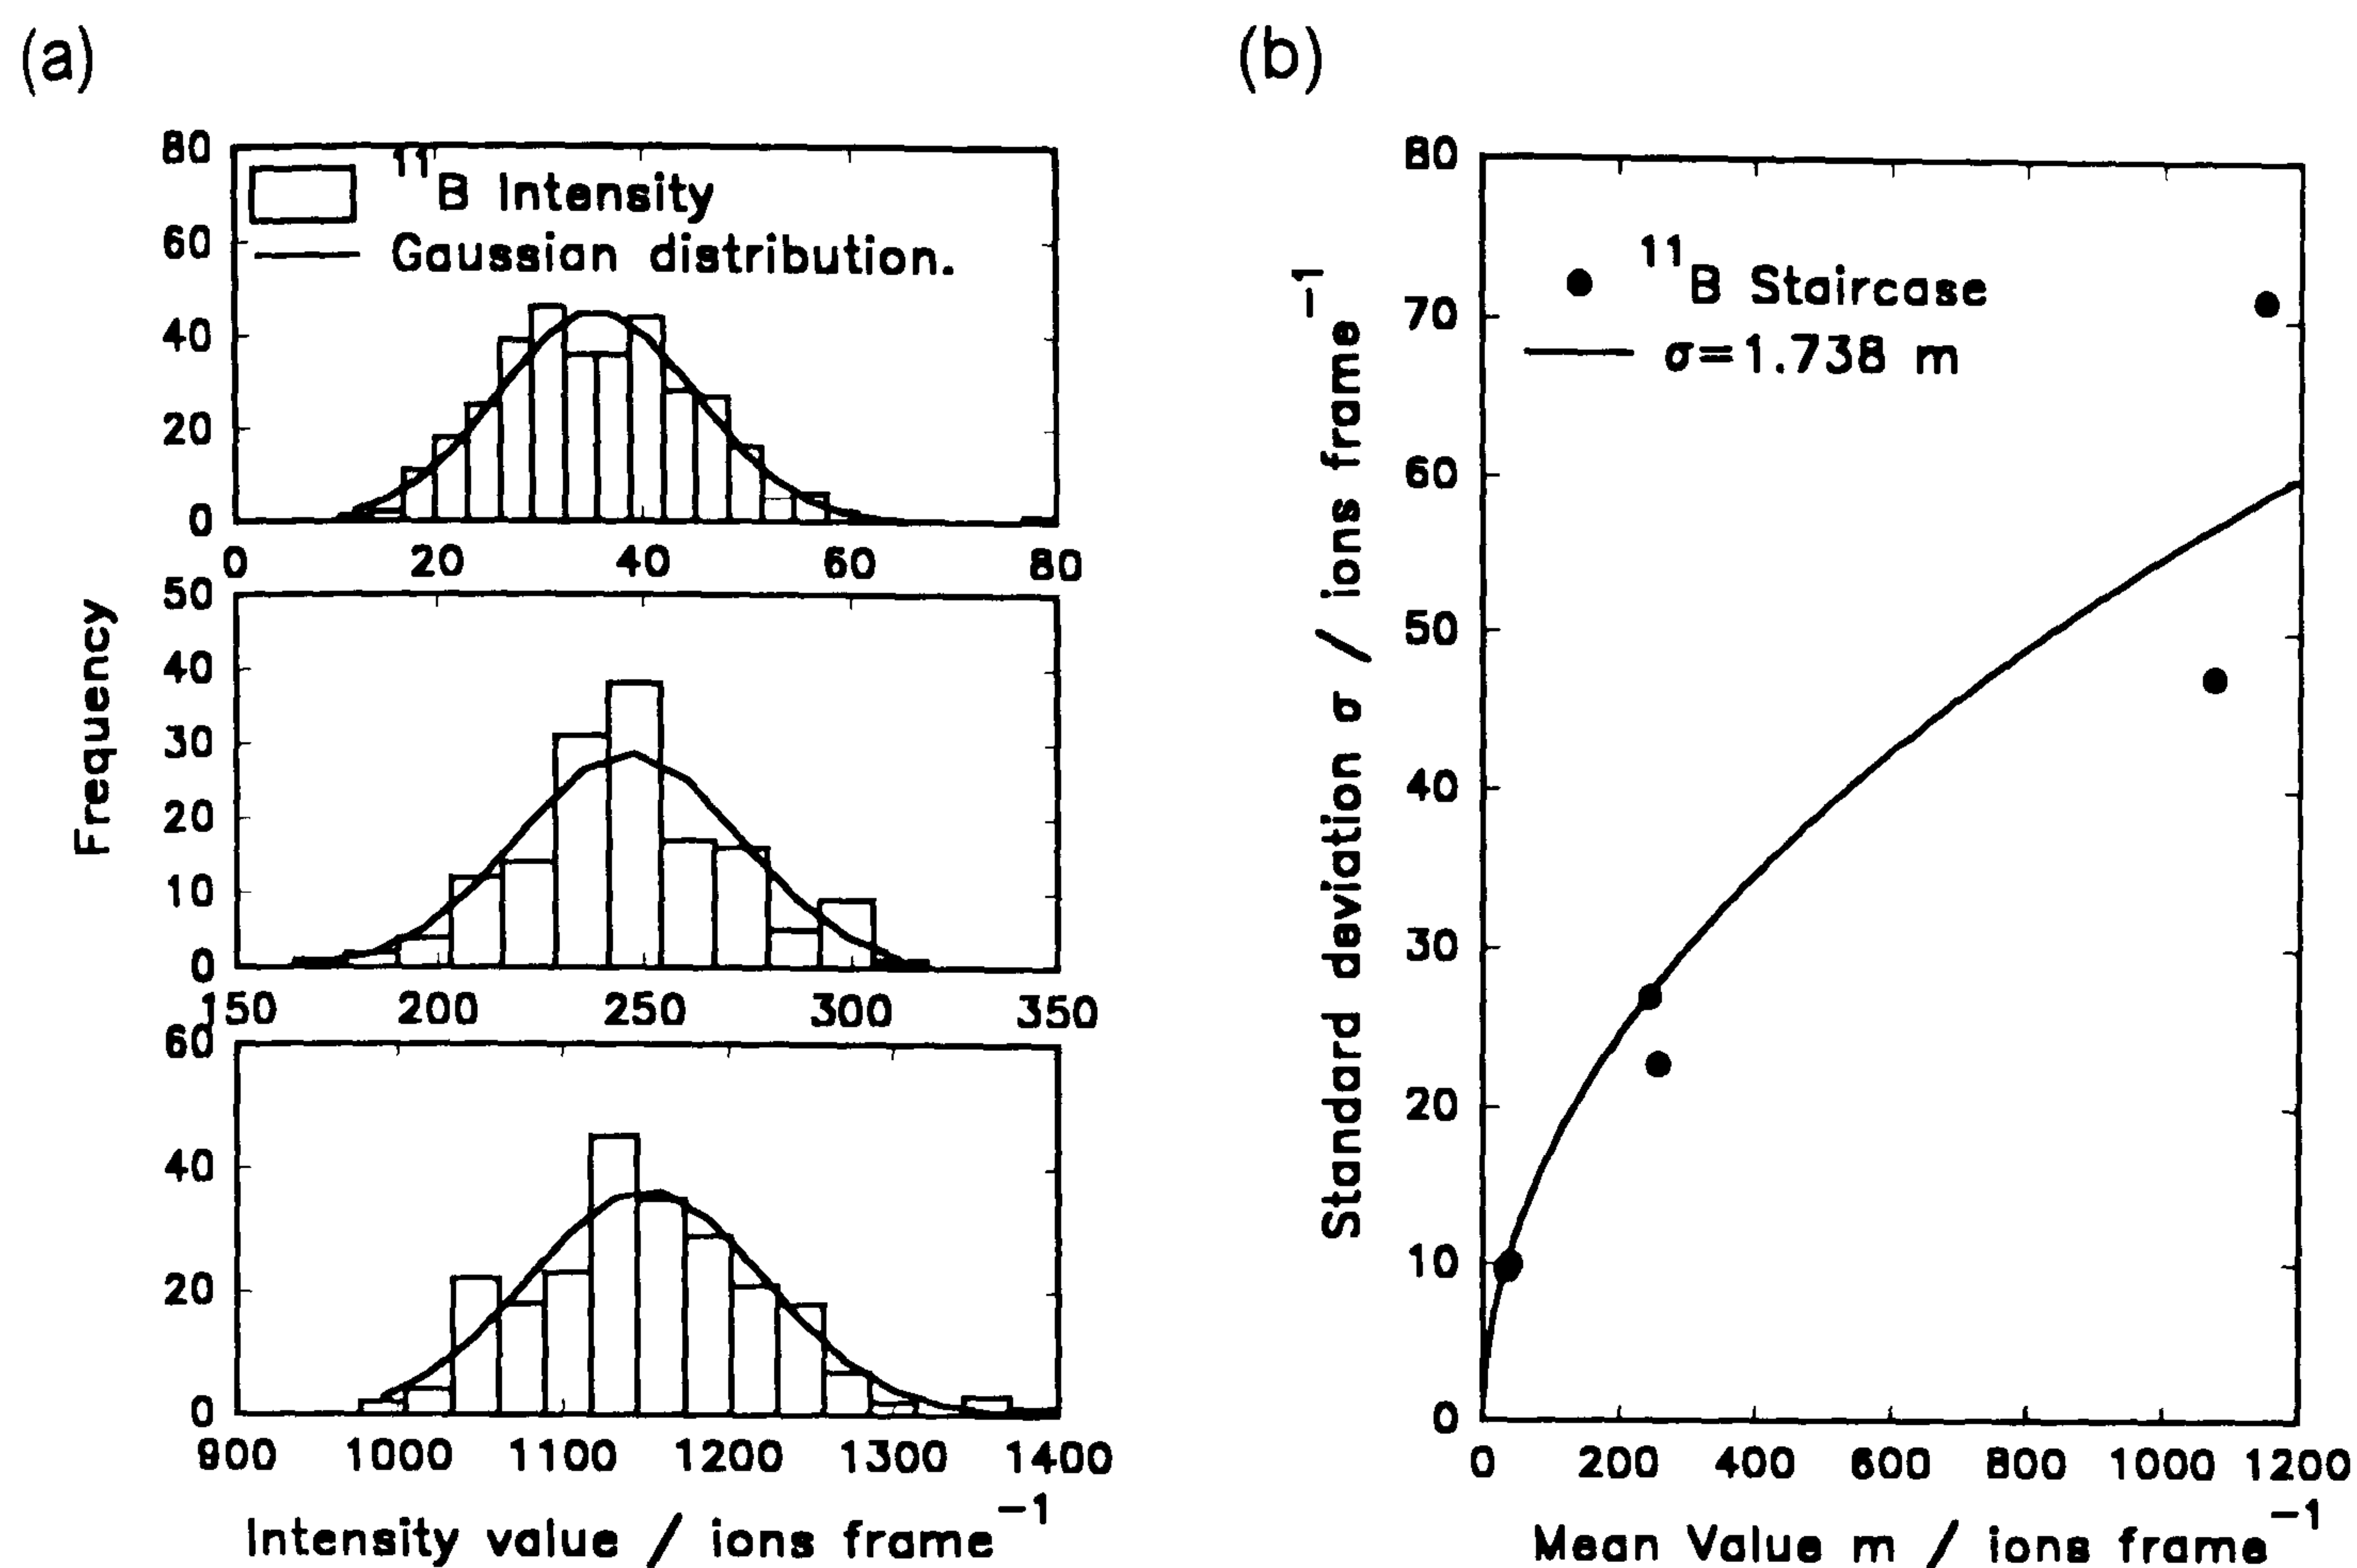 (a)
80
¹¹B Intensity
60
Gaussian distribution.
40
20
0
0 20 40 60 80
Frequency
50
40
30
20
10
0
150 200 250 300 350
60
40
20
0
900 1000 1100 1200 1300 1400
Intensity value / ions frame⁻¹
(b)
Standard deviation σ / ions frame⁻¹
80
¹¹B Staircase
70
σ=1.738 m
60
50
40
30
20
10
0
0 200 400 600 800 1000 1200
Mean Value m / ions frame⁻¹